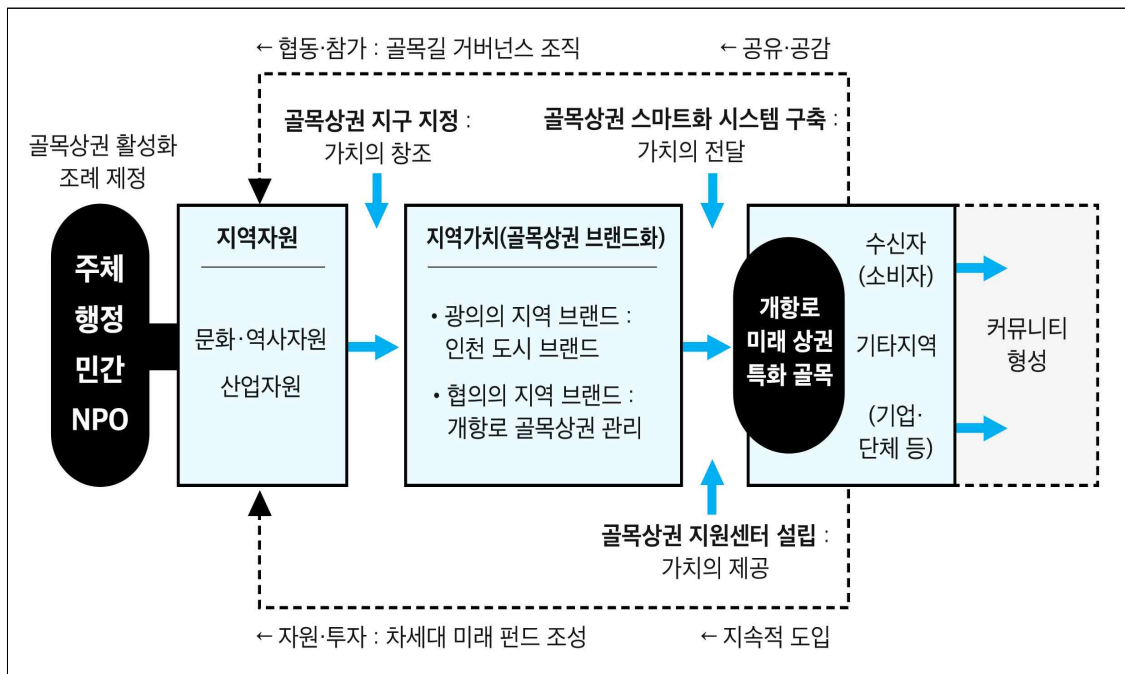 ← 협동·참가 : 골목길 거버넌스 조직
← 공유·공감
골목상권 지구 지정 :
가치의 창조
골목상권 스마트화 시스템 구축 :
가치의 전달
골목상권 활성화
조례 제정
주체
행정
민간
NPO
지역자원
문화·역사자원
산업자원
지역가치(골목상권 브랜드화)
• 광의의 지역 브랜드 :
인천 도시 브랜드
• 협의의 지역 브랜드 :
개항로 골목상권 관리
개항로
미래 상권
특화 골목
수신자
(소비자)
기타지역
(기업·
단체 등)
커뮤니티
형성
골목상권 지원센터 설립 :
가치의 제공
← 자원·투자 : 차세대 미래 펀드 조성
← 지속적 도입